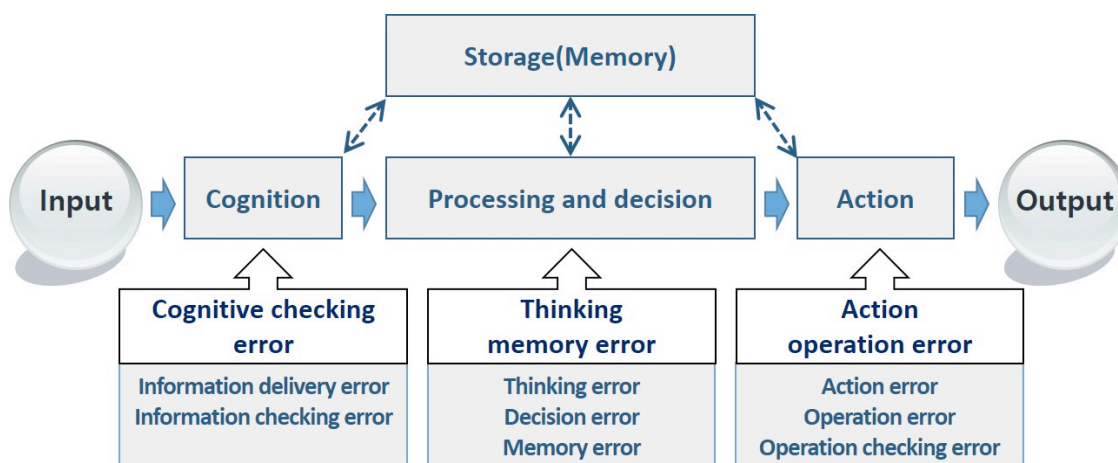 Storage(Memory)
Input
Cognition
Processing and decision
Action
Output
Cognitive checking
error
Information delivery error
Information checking error
Thinking
memory error
Thinking error
Decision error
Memory error
Action
operation error
Action error
Operation error
Operation checking error